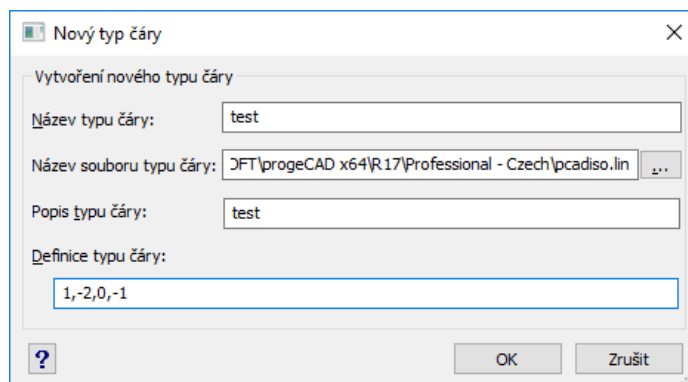 Nový typ čáry
Vytvoření nového typu čáry
Název typu čáry: test
Název souboru typu čáry: OFT\progeCAD x64\R17\Professional - Czech\pcadiso.lin ...
Popis typu čáry: test
Definice typu čáry:
1,-2,0,-1
? OK Zrušit